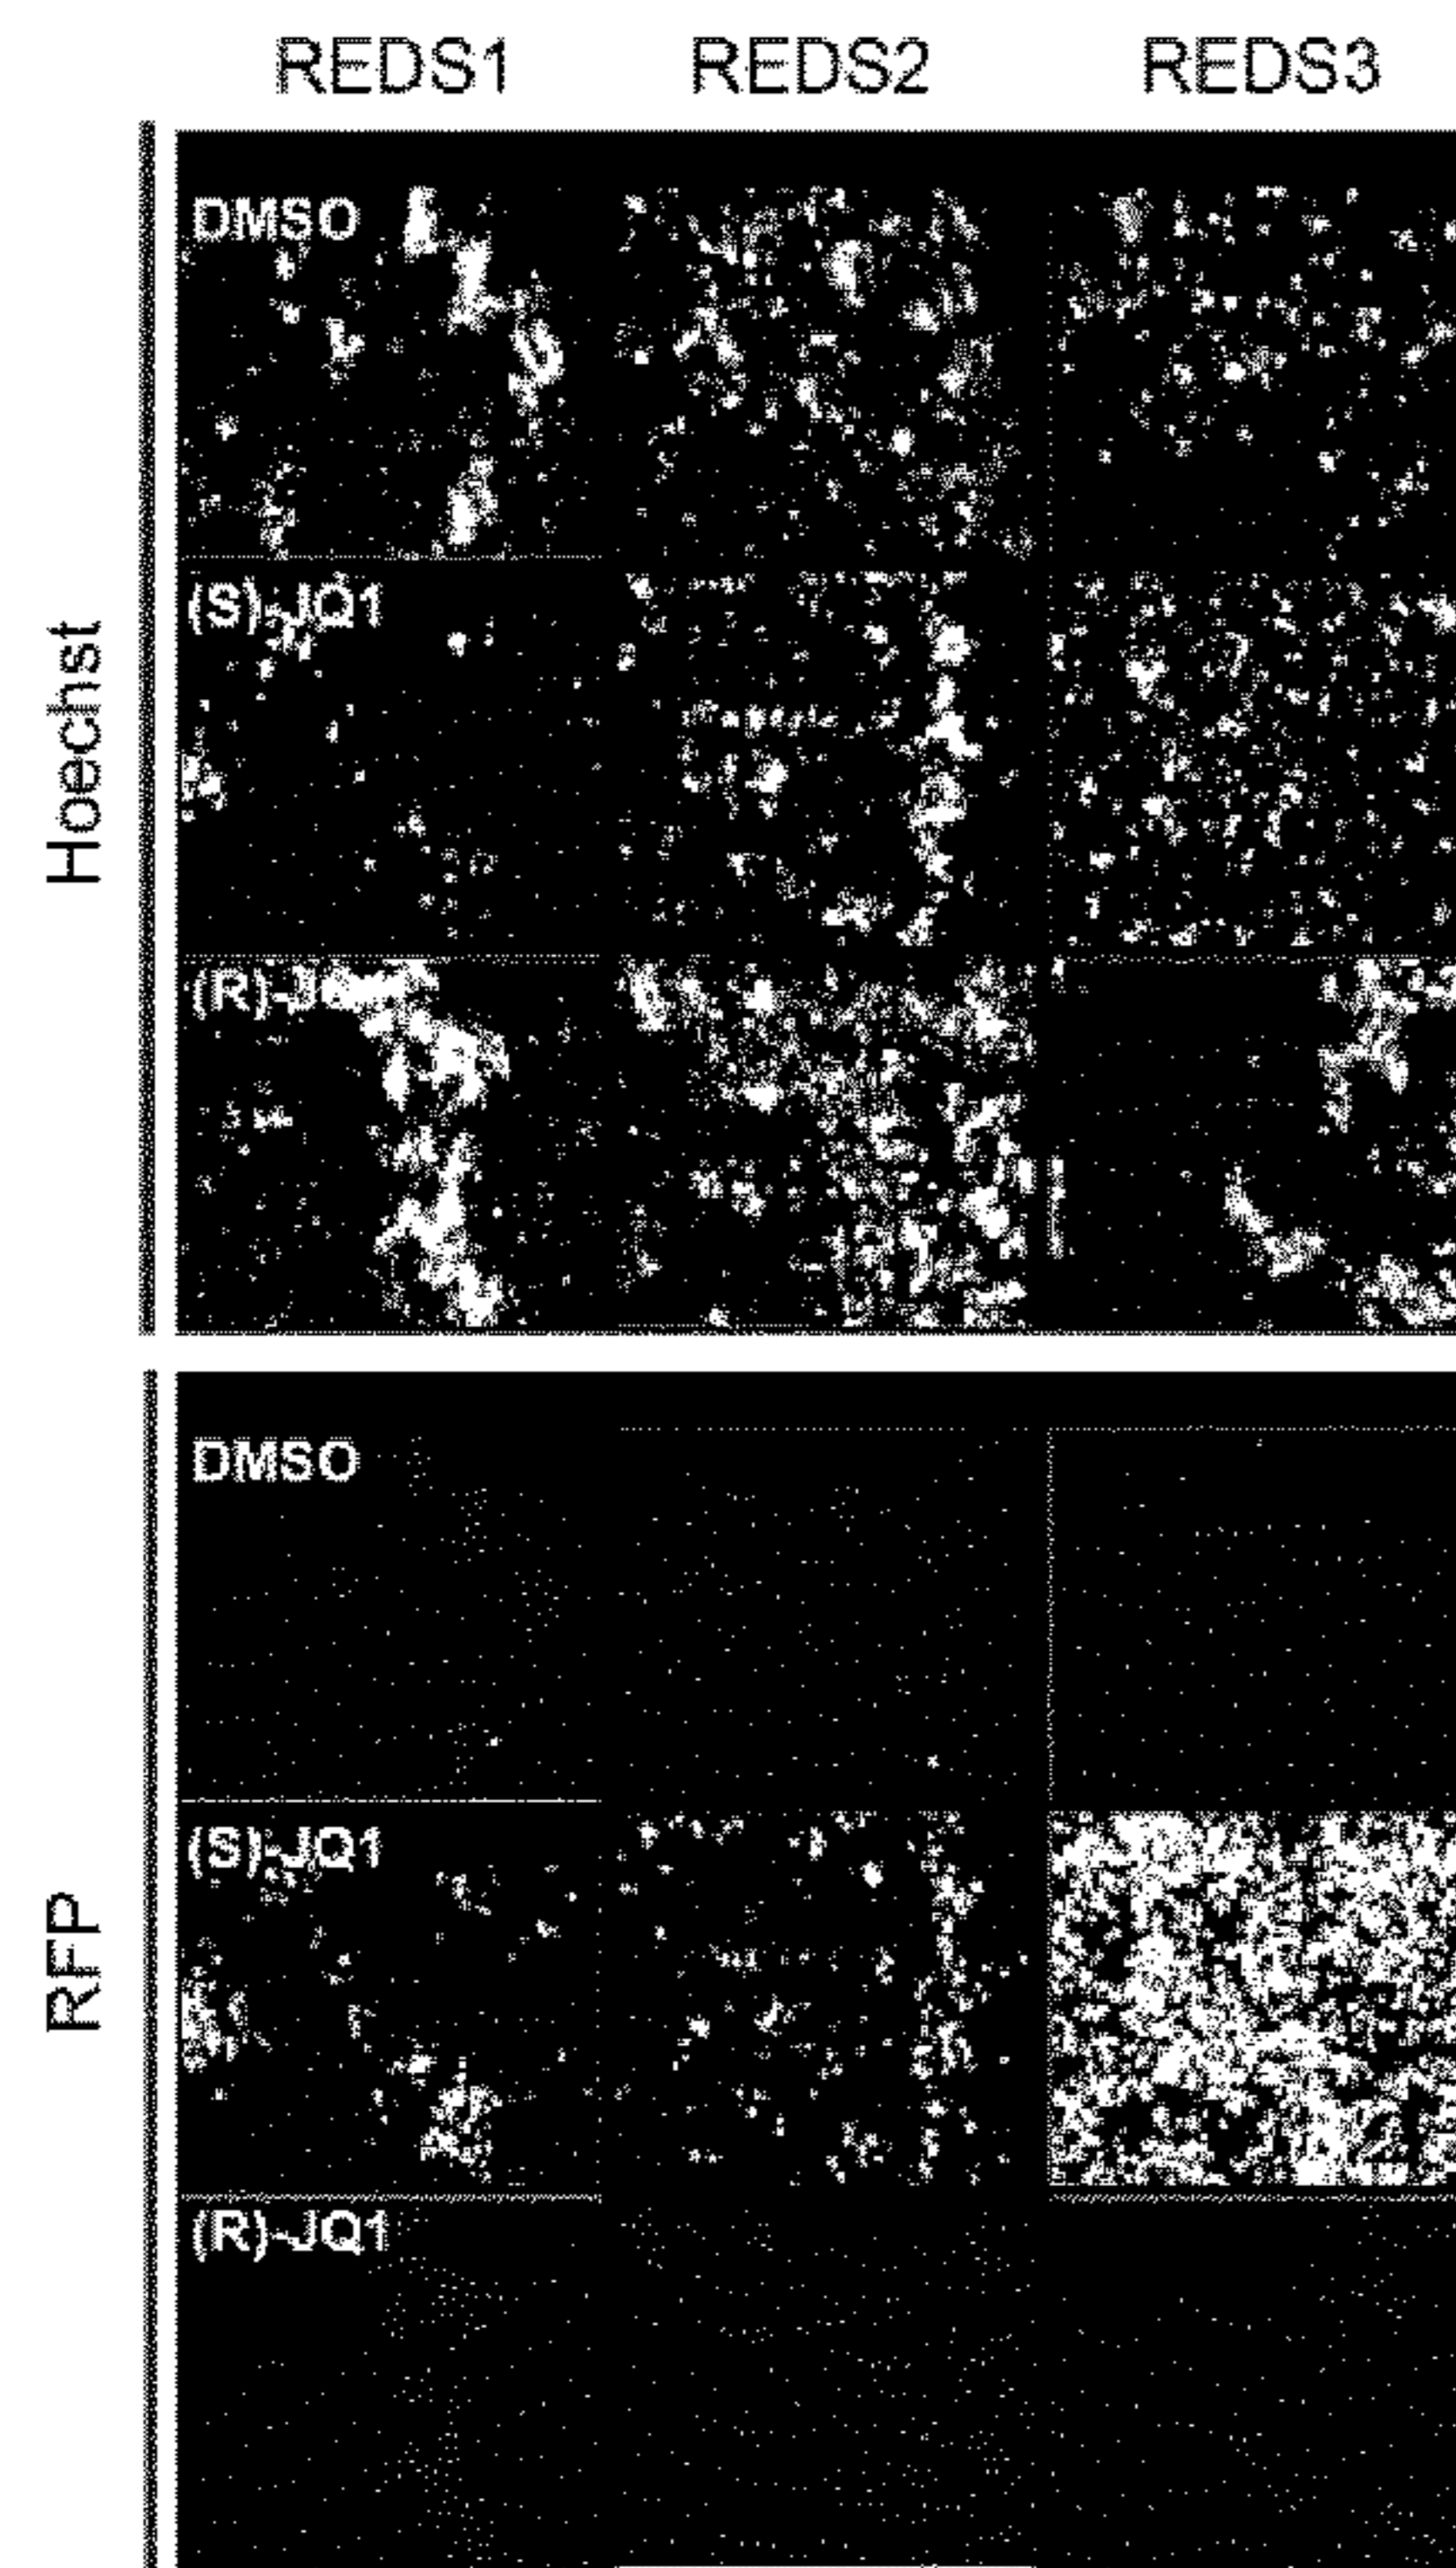 REDS1 REDS2 REDS3
Hoechst
DMSO
(S)-JQ1
(R)-J
RFP
DMSO
(S)-JQ1
(R)-JQ1